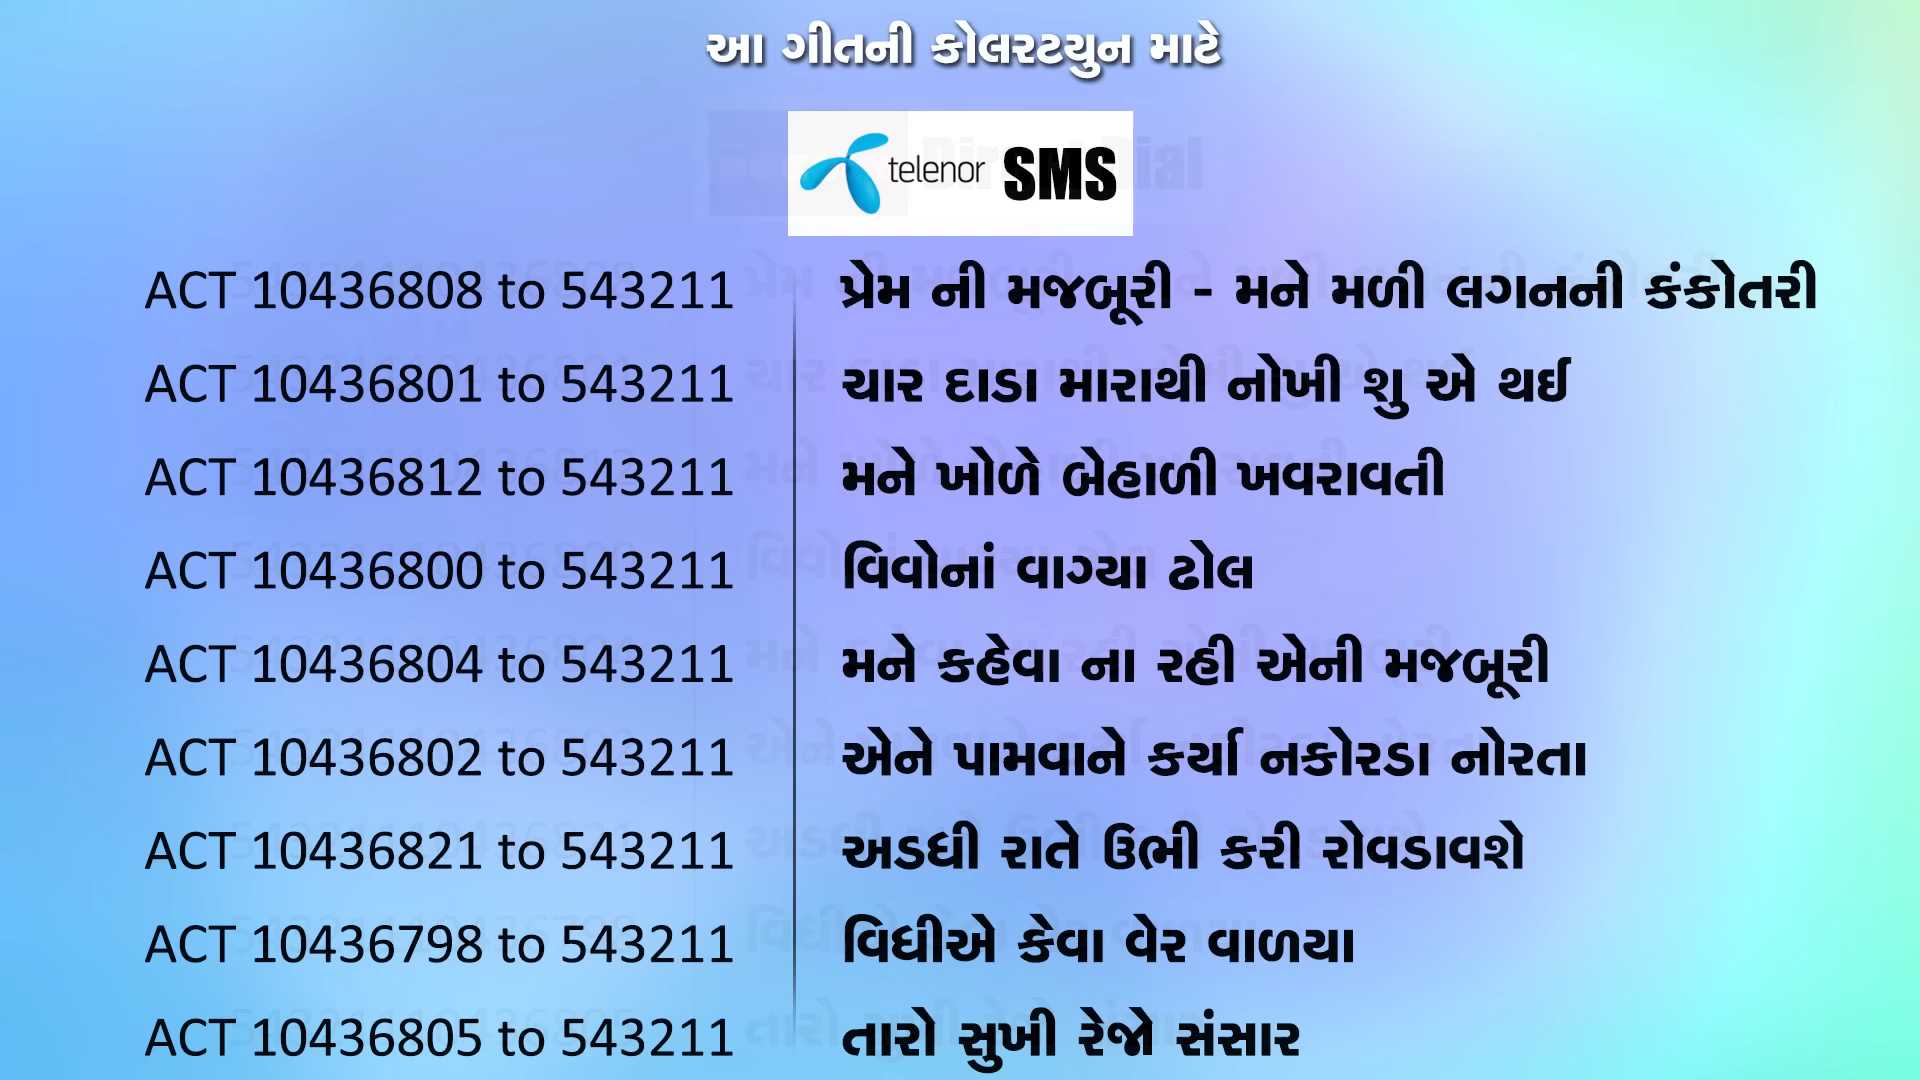 આ ગીતની કોલરટયુન માટે
telenor SMS
ACT 10436808 to 543211 પ્રેમ ની મજબૂરી - મને મળી લગનની કંકોતરી
ACT 10436801 to 543211 ચાર દાડા મારાથી નોખી શુ એ થઈ
ACT 10436812 to 543211 મને ખોળે બેહાળી ખવરાવતી
ACT 10436800 to 543211 વિવોનાં વાગ્યા ઢોલ
ACT 10436804 to 543211 મને કહેવા ના રહી એની મજબૂરી
ACT 10436802 to 543211 એને પામવાને કર્યા નકોરડા નોરતા
ACT 10436821 to 543211 અડધી રાતે ઉભી કરી રોવડાવશે
ACT 10436798 to 543211 વિધીએ કેવા વેર વાળયા
ACT 10436805 to 543211 તારો સુખી રેજો સંસાર